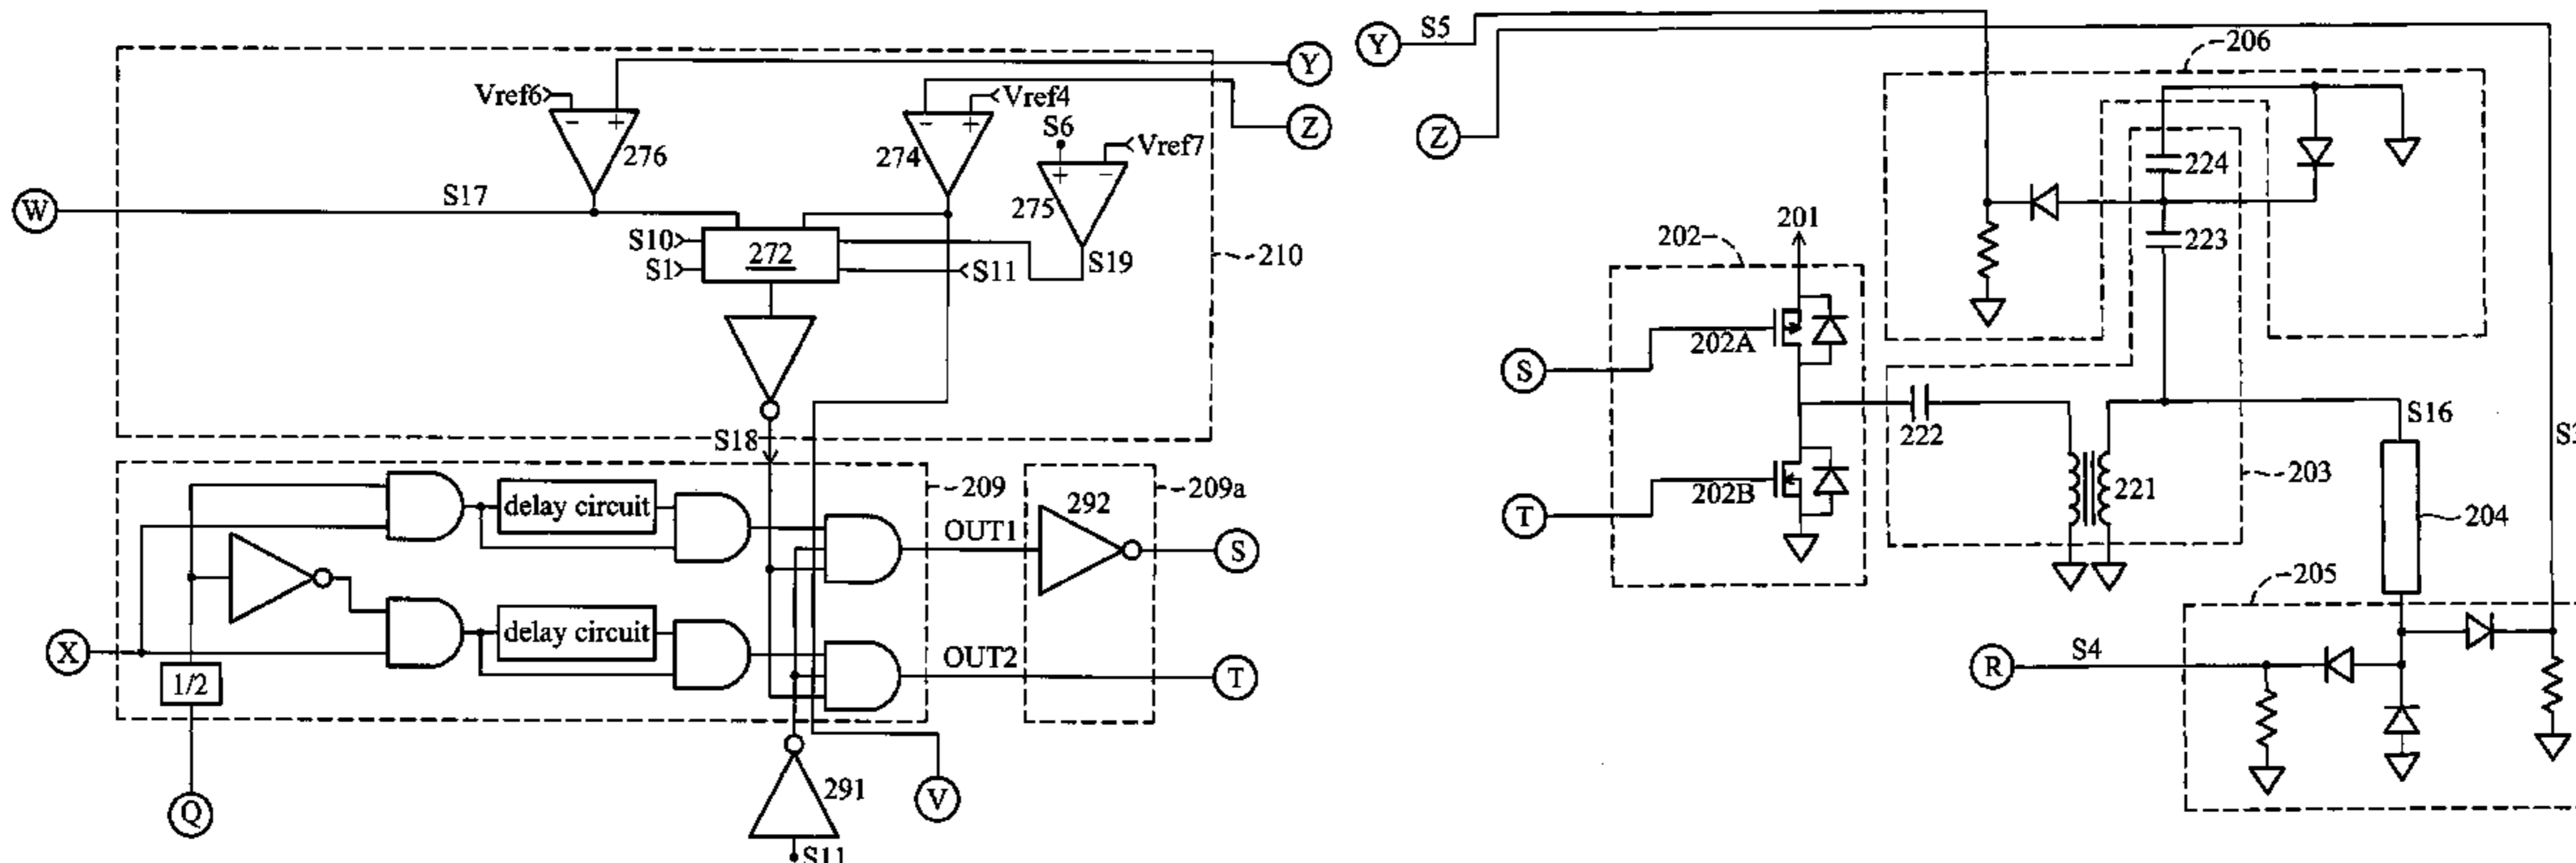 Y
S5
206
Vref6
Vref4
Z
S6
Vref7
- +
- +
+ -
276
274
275
Y
Z
224
223
W
S17
S10
S1
272
S11
S19
210
201
202
202A
202B
S
T
222
221
203
S16
204
S18
209
209a
delay circuit
OUT1
292
S
delay circuit
OUT2
T
X
1/2
Q
291
V
S11
205
R
S4